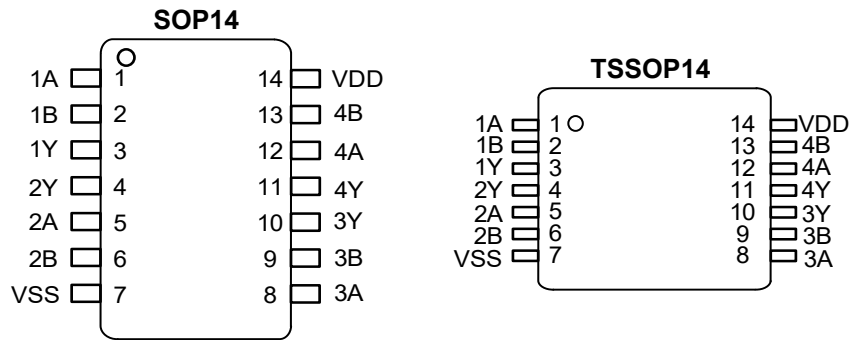 SOP14
1A 1 14 VDD
1B 2 13 4B
1Y 3 12 4A
2Y 4 11 4Y
2A 5 10 3Y
2B 6 9 3B
VSS 7 8 3A
TSSOP14
1A 1 14 VDD
1B 2 13 4B
1Y 3 12 4A
2Y 4 11 4Y
2A 5 10 3Y
2B 6 9 3B
VSS 7 8 3A